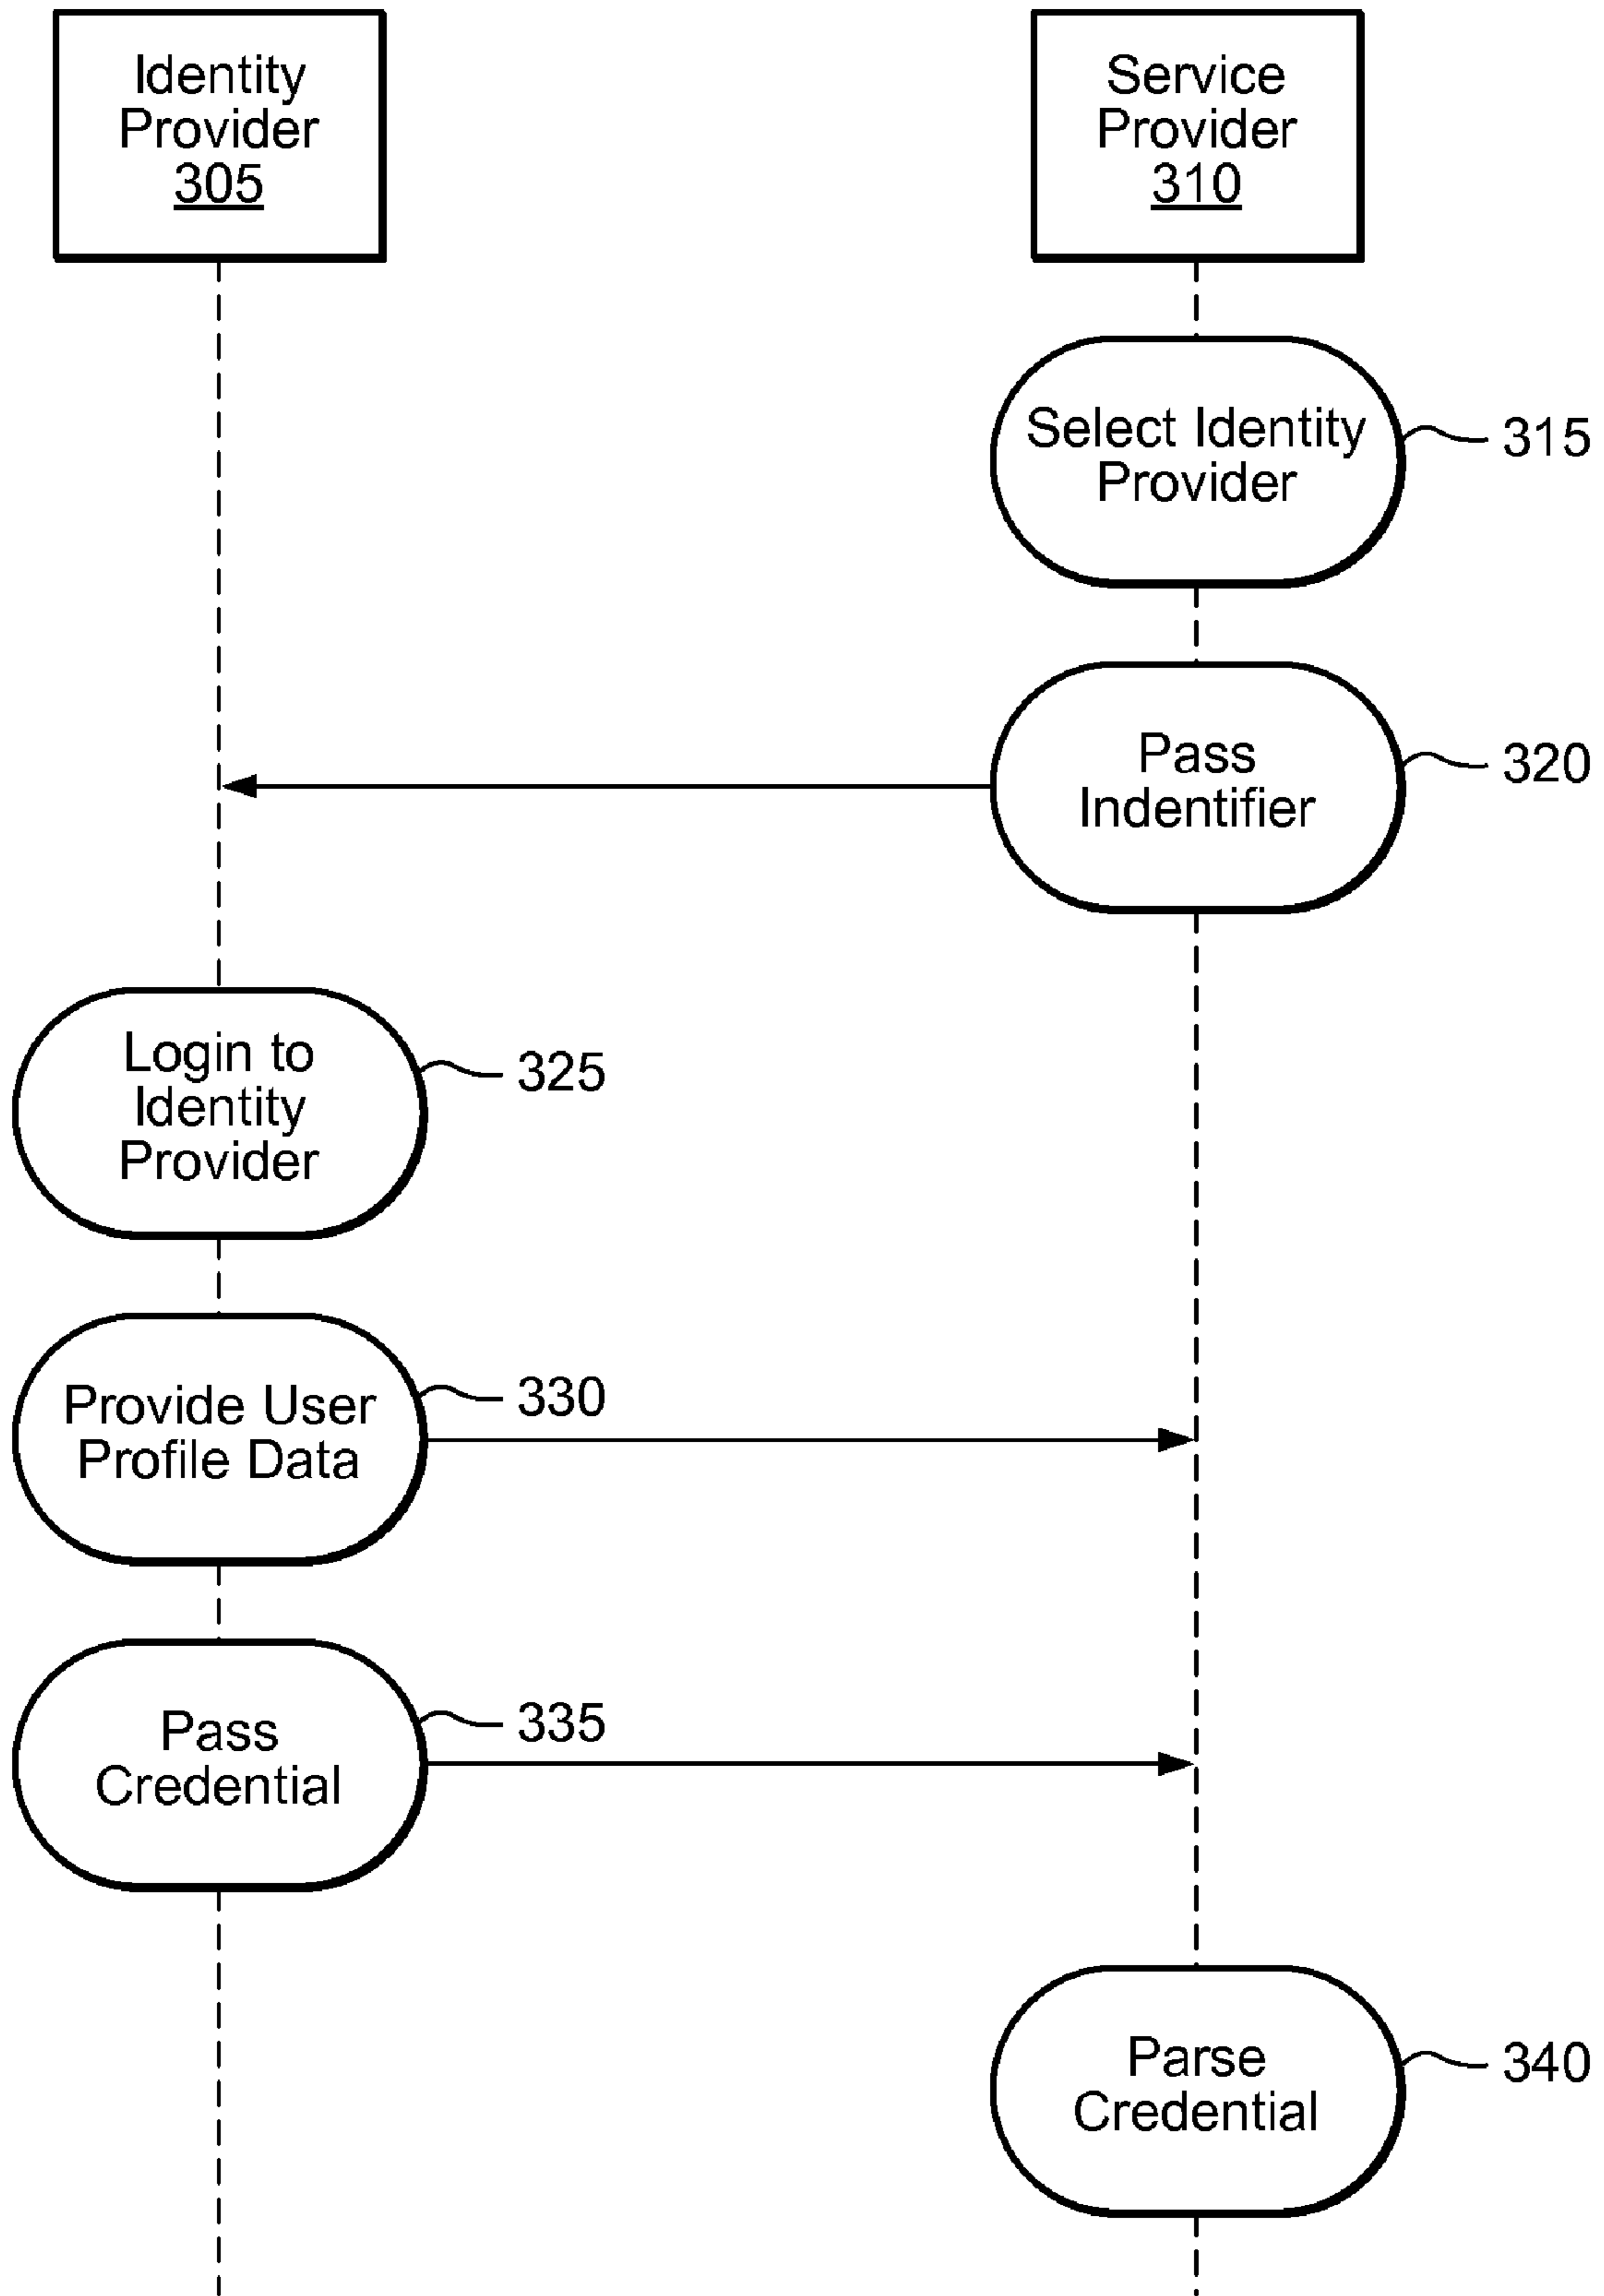 Identity
Provider
305
Service
Provider
310
Select Identity
Provider
315
Pass
Indentifier
320
Login to
Identity
Provider
325
Provide User
Profile Data
330
Pass
Credential
335
Parse
Credential
340